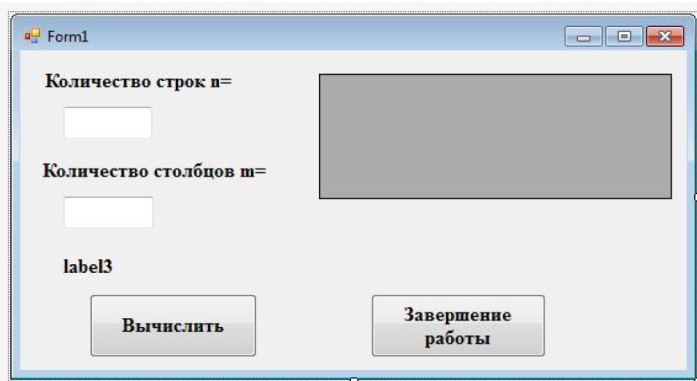 Form1
Количество строк n=
Количество столбцов m=
label3
Вычислить
Завершение
работы